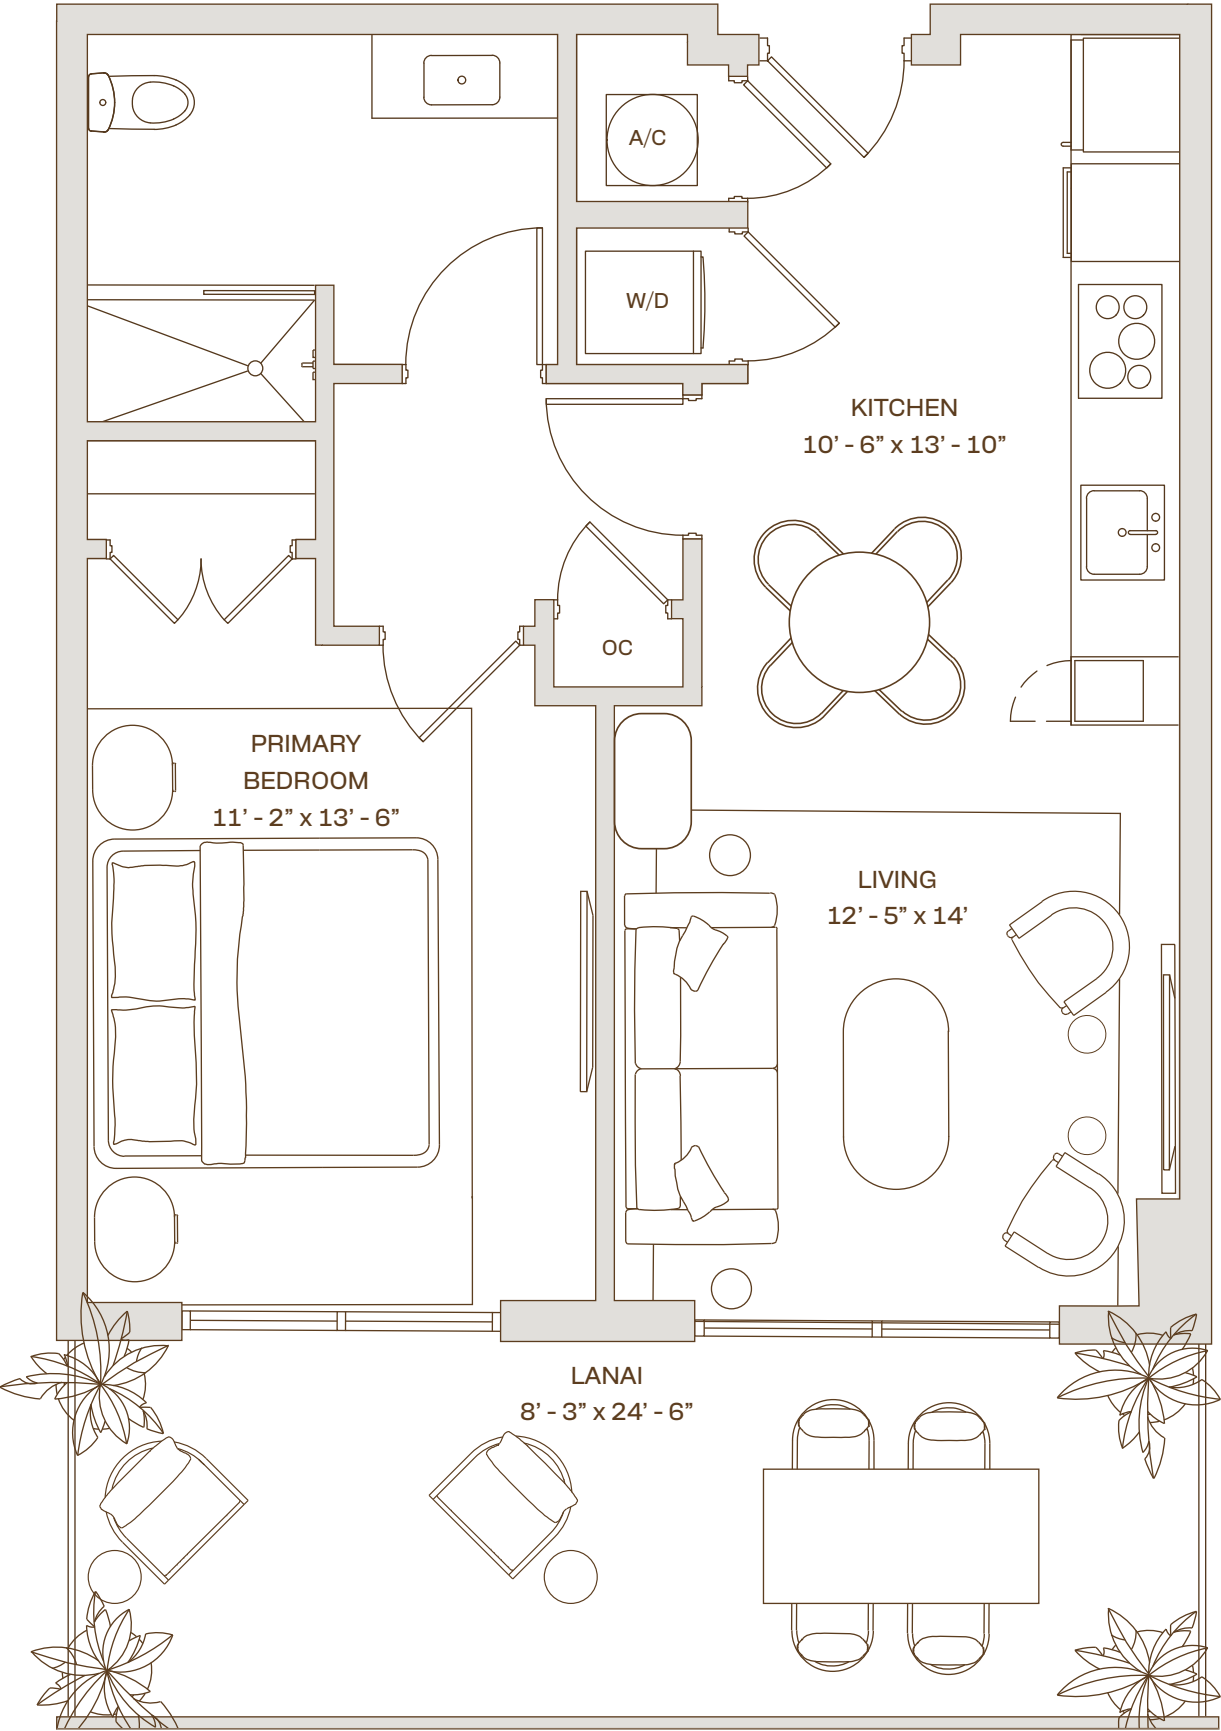 A/C
W/D
KITCHEN
10’ - 6” x 13’ - 10”
OC
PRIMARY
BEDROOM
11’ - 2” x 13’ - 6”
LIVING
12’ - 5” x 14’
LANAI
8’ - 3” x 24’ - 6”